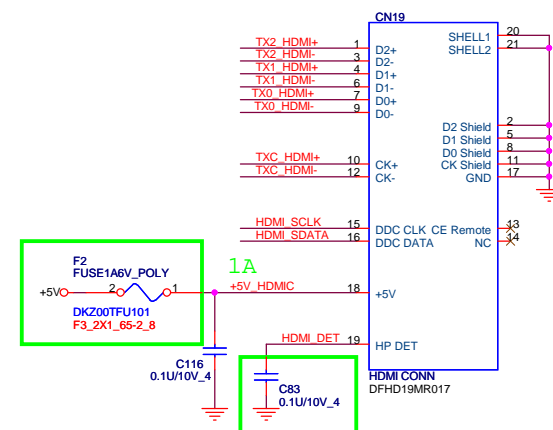 CN19
TX2_HDMI+ 1 D2+ SHELL1 20
TX2_HDMI- 3 D2- SHELL2 21
TX1_HDMI+ 4 D1+
TX1_HDMI- 6 D1-
TX0_HDMI+ 7 D0+
TX0_HDMI- 9 D0-
D2 Shield 2
D1 Shield 5
D0 Shield 8
TXC_HDMI+ 10 CK+ CK Shield 11
TXC_HDMI- 12 CK- GND 17
HDMI_SCLK 15 DDC CLK CE Remote 13
HDMI_SDATA 16 DDC DATA NC 14
F2
FUSE1A6V_POLY
1A
+5V 2 1 +5V_HDMIC 18 +5V
DKZ00TFU101
F3_2X1_65-2_8
HDMI_DET 19 HP DET
C116
0.1U/10V_4
HDMI CONN
DFHD19MR017
C83
0.1U/10V_4